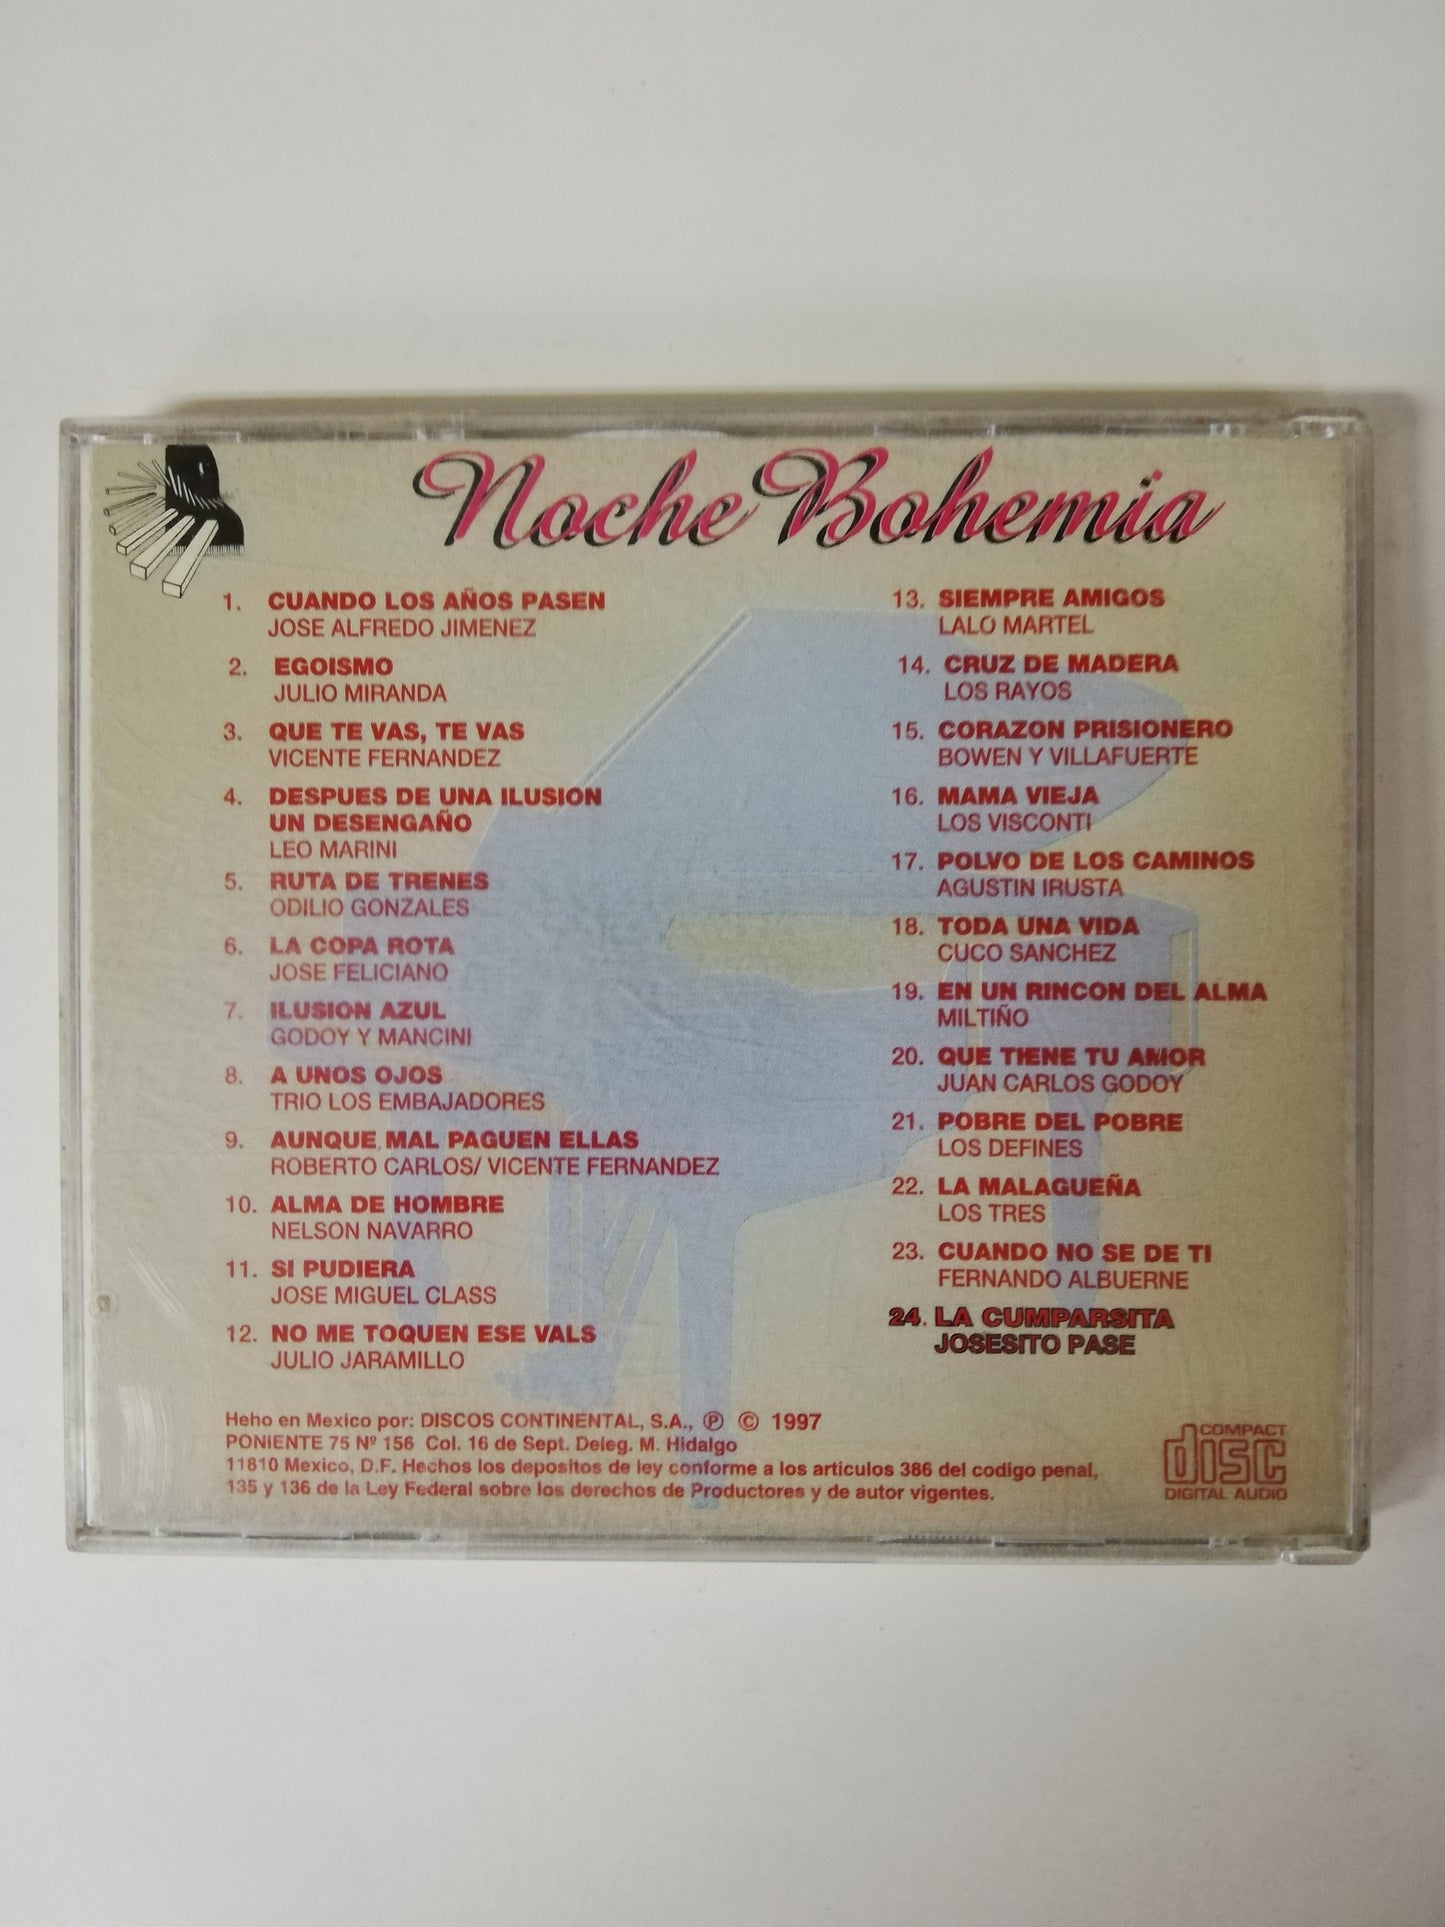 Noche Bohemia
1. CUANDO LOS AÑOS PASEN
JOSE ALFREDO JIMENEZ
2. EGOISMO
JULIO MIRANDA
3. QUE TE VAS, TE VAS
VICENTE FERNANDEZ
4. DESPUES DE UNA ILUSION
UN DESENGAÑO
LEO MARINI
5. RUTA DE TRENES
ODILIO GONZALES
6. LA COPA ROTA
JOSE FELICIANO
7. ILUSION AZUL
GODOY Y MANCINI
8. A UNOS OJOS
TRIO LOS EMBAJADORES
9. AUNQUE MAL PAGUEN ELLAS
ROBERTO CARLOS/ VICENTE FERNANDEZ
10. ALMA DE HOMBRE
NELSON NAVARRO
11. SI PUDIERA
JOSE MIGUEL CLASS
12. NO ME TOQUEN ESE VALS
JULIO JARAMILLO
13. SIEMPRE AMIGOS
LALO MARTEL
14. CRUZ DE MADERA
LOS RAYOS
15. CORAZON PRISIONERO
BOWEN Y VILLAFUERTE
16. MAMA VIEJA
LOS VISCONTI
17. POLVO DE LOS CAMINOS
AGUSTIN IRUSTA
18. TODA UNA VIDA
CUCO SANCHEZ
19. EN UN RINCON DEL ALMA
MILTIÑO
20. QUE TIENE TU AMOR
JUAN CARLOS GODOY
21. POBRE DEL POBRE
LOS DEFINES
22. LA MALAGUEÑA
LOS TRES
23. CUANDO NO SE DE TI
FERNANDO ALBUERNE
24. LA CUMPARSITA
JOSESITO PASE
Heho en Mexico por: DISCOS CONTINENTAL, S.A., Ⓟ © 1997
PONIENTE 75 Nº 156 Col. 16 de Sept. Deleg. M. Hidalgo
11810 Mexico, D.F. Hechos los depositos de ley conforme a los articulos 386 del codigo penal,
135 y 136 de la Ley Federal sobre los derechos de Productores y de autor vigentes.
COMPACT
disc
DIGITAL AUDIO